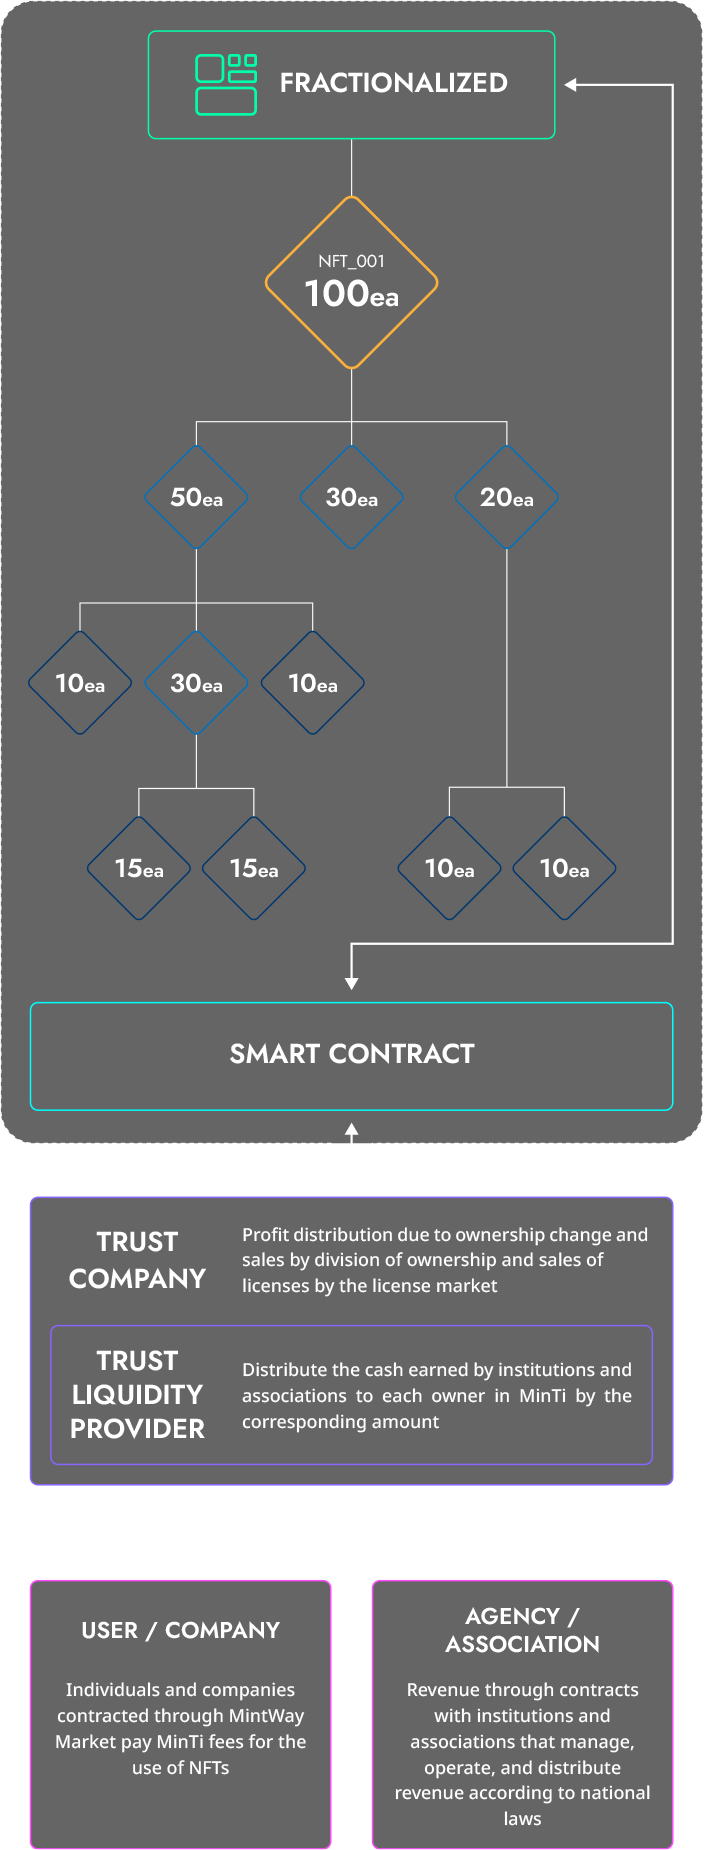 FRACTIONALIZED
NFT_001
100ea
50ea
30ea
20ea
10ea
30ea
10ea
15ea
15ea
10ea
10ea
SMART CONTRACT
TRUST
COMPANY
Profit distribution due to ownership change and
sales by division of ownership and sales of
licenses by the license market
TRUST
LIQUIDITY
PROVIDER
Distribute the cash earned by institutions and
associations to each owner in MinTi by the
corresponding amount
USER / COMPANY
Individuals and companies
contracted through MintWay
Market pay MinTi fees for the
use of NFTs
AGENCY /
ASSOCIATION
Revenue through contracts
with institutions and
associations that manage,
operate, and distribute
revenue according to national
laws